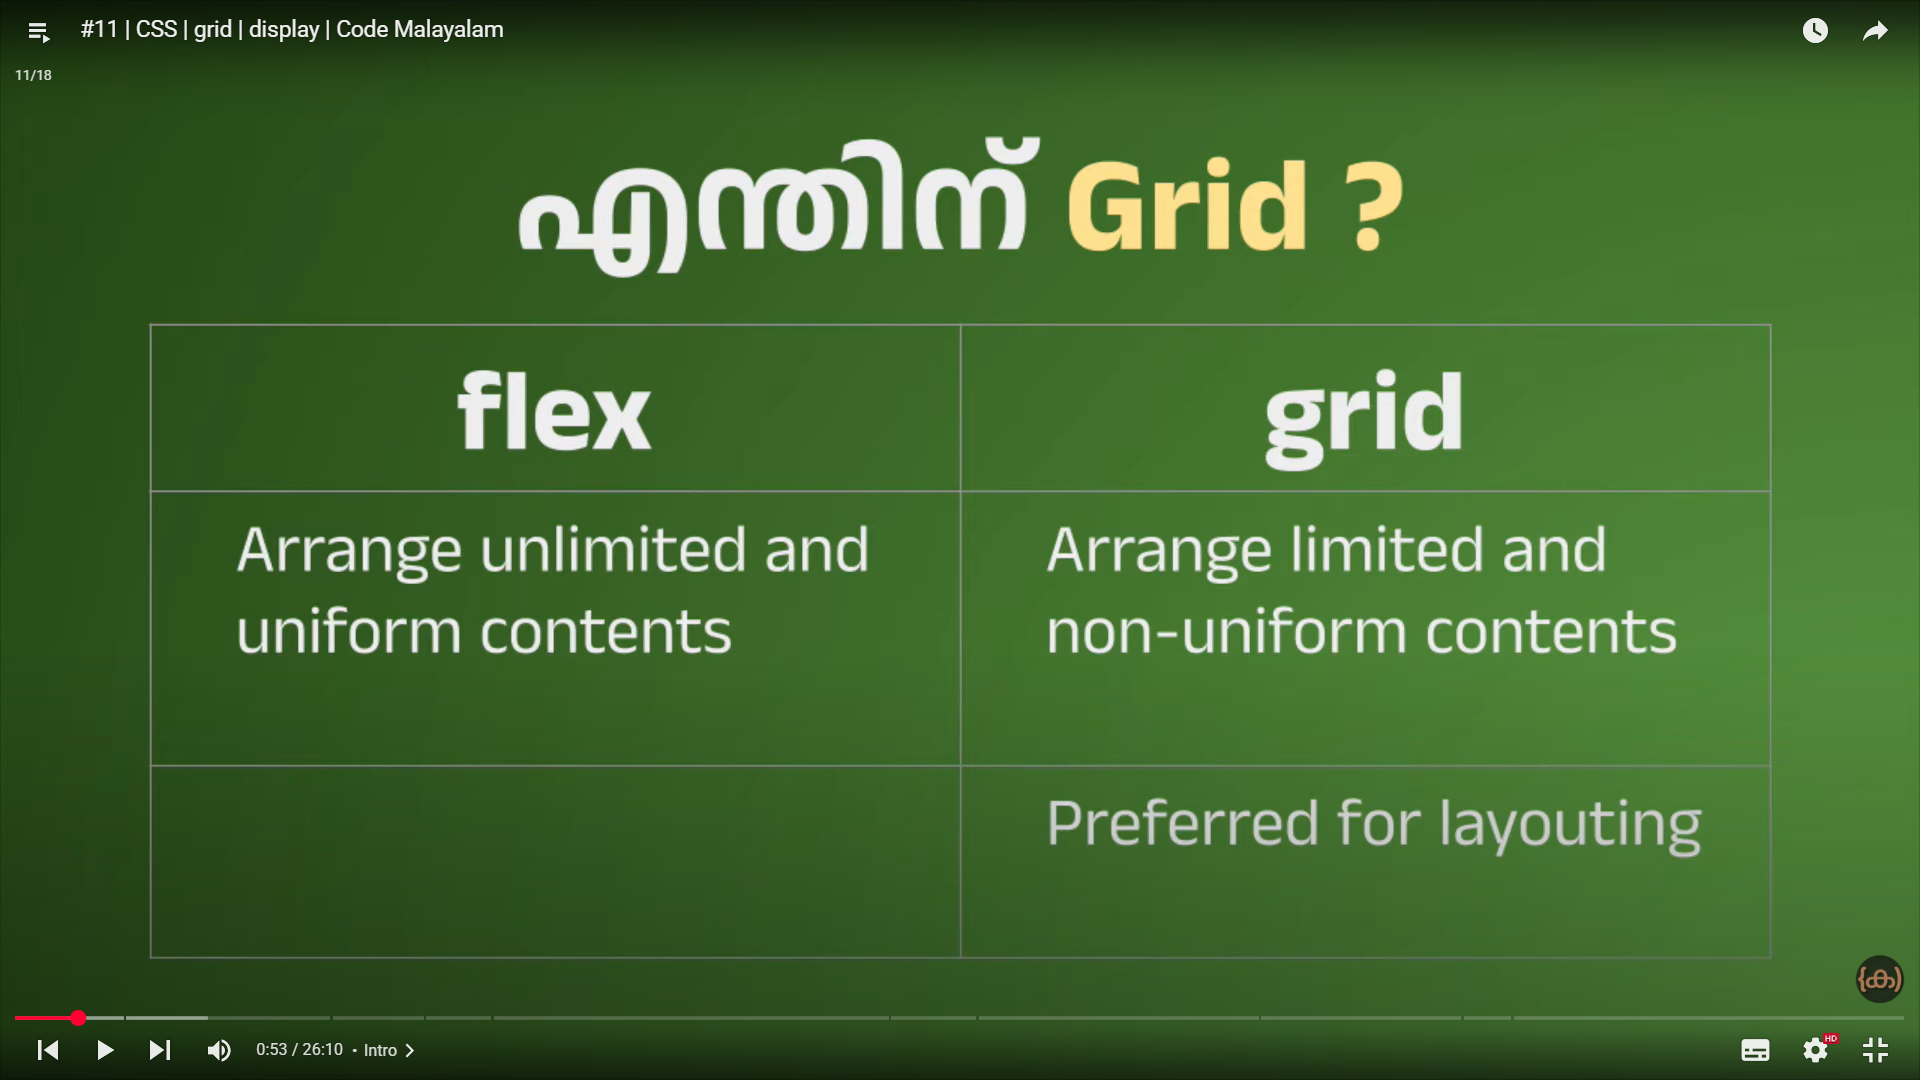 #11 | CSS | grid | display | Code Malayalam
11/18
എന്തിന് Grid ?
flex
grid
Arrange unlimited and
uniform contents
Arrange limited and
non-uniform contents
Preferred for layouting
{ക}
0:53 / 26:10 • Intro
HD